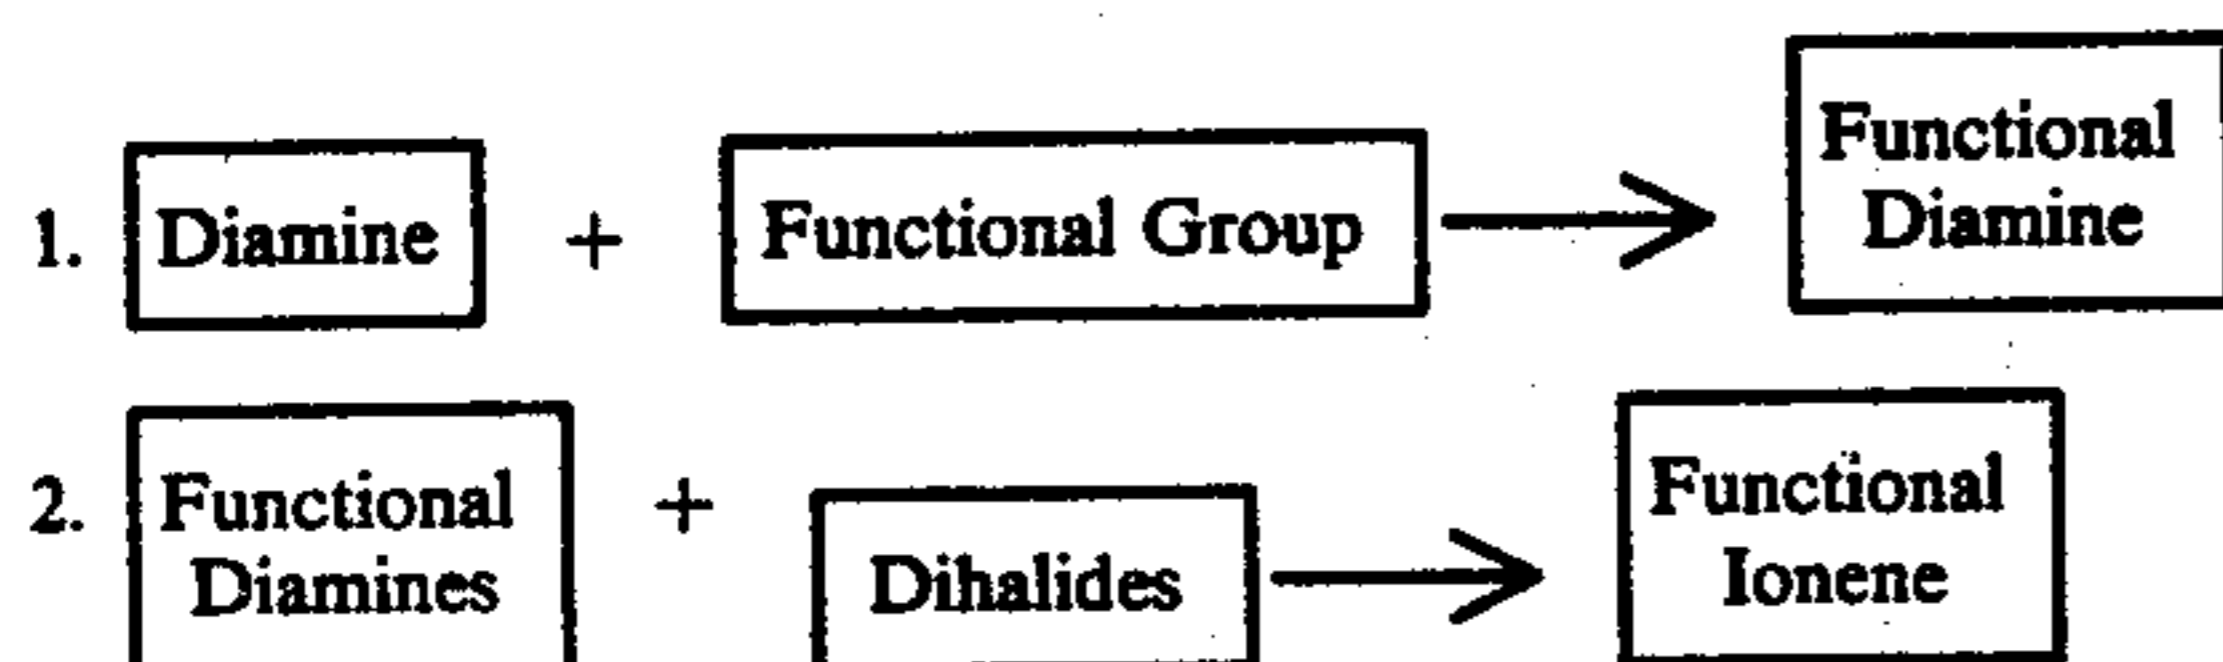 1. Diamine + Functional Group Functional
Diamine
2. Functional
Diamines + Dihalides Functional
Ionene